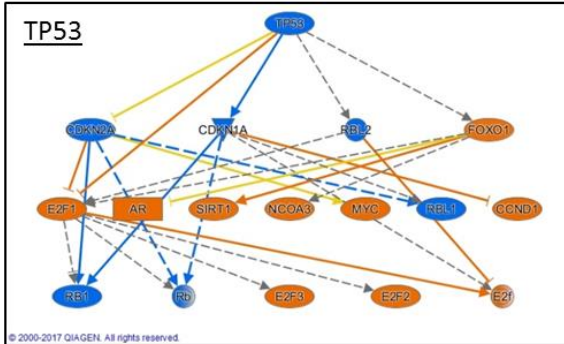 TP53
TP53
CDKN2A
CDKN1A
RBL2
FOXO1
E2F1
AR
SIRT1
NCOA3
MYC
RBL1
CCND1
RB1
Rb
E2F3
E2F2
E2f
© 2000-2017 QIAGEN. All rights reserved.